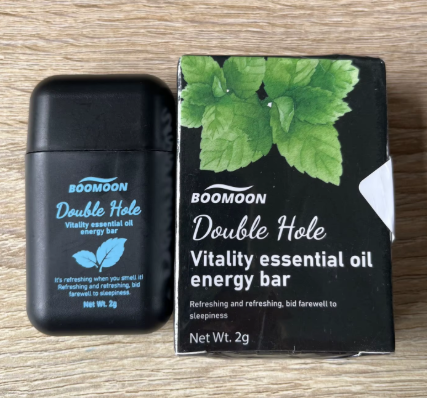 BOOMOON
Double Hole
Vitality essential oil
energy bar
It's refreshing when you smell it!
Refreshing and refreshing, bid
farewell to sleepiness.
Net Wt. 2g
BOOMOON
Double Hole
Vitality essential oil
energy bar
Refreshing and refreshing, bid farewell to
sleepiness
Net Wt. 2g